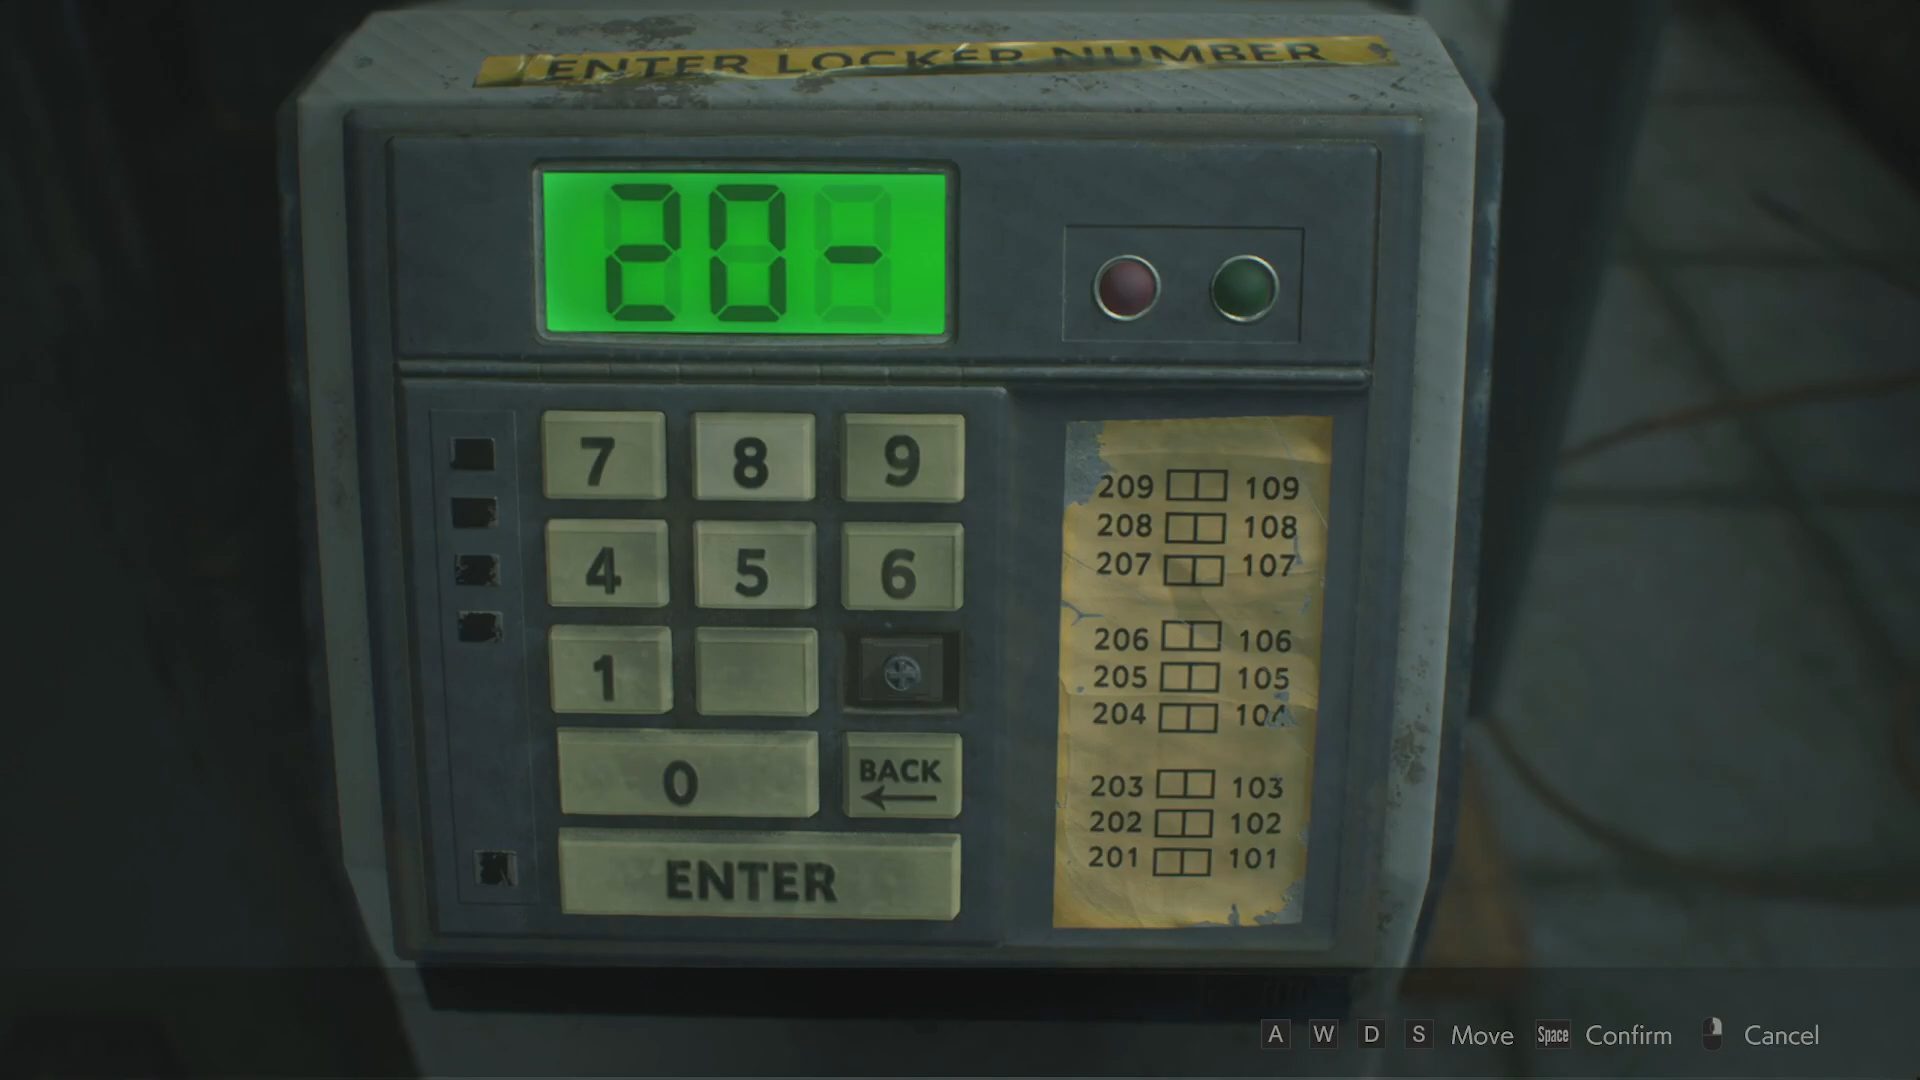 ENTER LOCKER NUMBER
20-
7 8 9
4 5 6
1
0 BACK
ENTER
209 109
208 108
207 107
206 106
205 105
204 104
203 103
202 102
201 101
A W D S Move Space Confirm Cancel